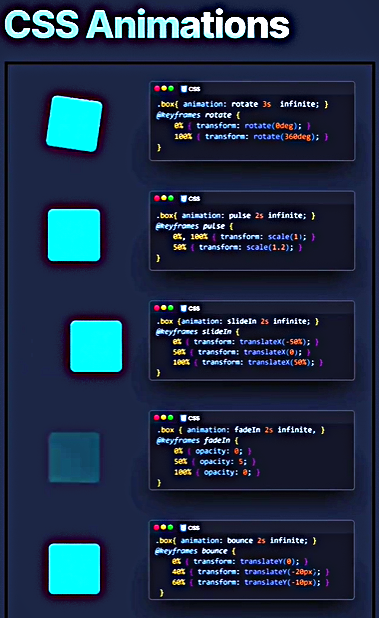 CSS Animations
CSS
.box{ animation: rotate 3s infinite; }
@keyframes rotate {
0% { transform: rotate(0deg); }
100% { transform: rotate(360deg); }
}
CSS
.box{ animation: pulse 2s infinite; }
@keyframes pulse {
0%, 100% { transform: scale(1); }
50% { transform: scale(1.2); }
}
CSS
.box {animation: slideIn 2s infinite; }
@keyframes slideIn {
0% { transform: translateX(-50%); }
50% { transform: translateX(0); }
100% { transform: translateX(50%); }
}
CSS
.box { animation: fadeIn 2s infinite, }
@keyframes fadeIn {
0% { opacity: 0; }
50% { opacity: 5; }
100% { opacity: 0; }
}
CSS
.box { animation: bounce 2s infinite; }
@keyframes bounce {
0% { transform: translateY(0); }
40% { transform: translateY(-20px); }
60% { transform: translateY(-10px); }
}